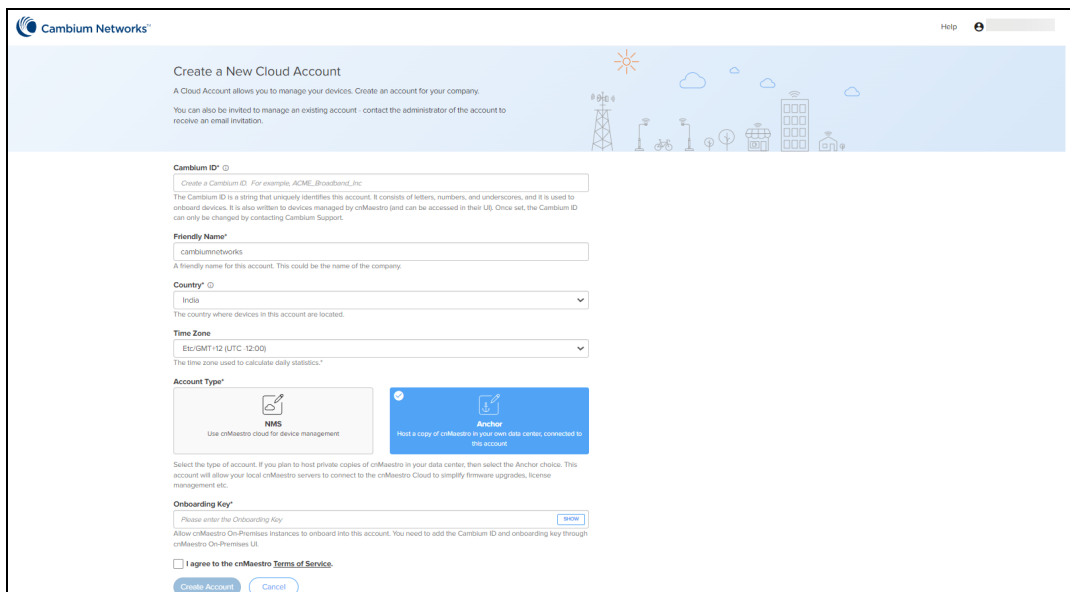 Cambium Networks™
Help
Create a New Cloud Account
A Cloud Account allows you to manage your devices. Create an account for your company.
You can also be invited to manage an existing account - contact the administrator of the account to
receive an email invitation.
Cambium ID*
Create a Cambium ID. For example, ACME_Broadband_Inc
The Cambium ID is a string that uniquely identifies this account. It consists of letters, numbers, and underscores, and it is used to
onboard devices. It is also written to devices managed by cnMaestro (and can be accessed in their UI). Once set, the Cambium ID
can only be changed by contacting Cambium Support.
Friendly Name*
cambiumnetworks
A friendly name for this account. This could be the name of the company.
Country*
India
The country where devices in this account are located.
Time Zone
Etc/GMT+12 (UTC -12:00)
The time zone used to calculate daily statistics.*
Account Type*
NMS
Use cnMaestro cloud for device management
Anchor
Host a copy of cnMaestro in your own data center, connected to
this account
Select the type of account. If you plan to host private copies of cnMaestro in your data center, then select the Anchor choice. This
account will allow your local cnMaestro servers to connect to the cnMaestro Cloud to simplify firmware upgrades, license
management etc.
Onboarding Key*
Please enter the Onboarding Key
SHOW
Allow cnMaestro On-Premises instances to onboard into this account. You need to add the Cambium ID and onboarding key through
cnMaestro On-Premises UI.
I agree to the cnMaestro Terms of Service.
Create Account
Cancel